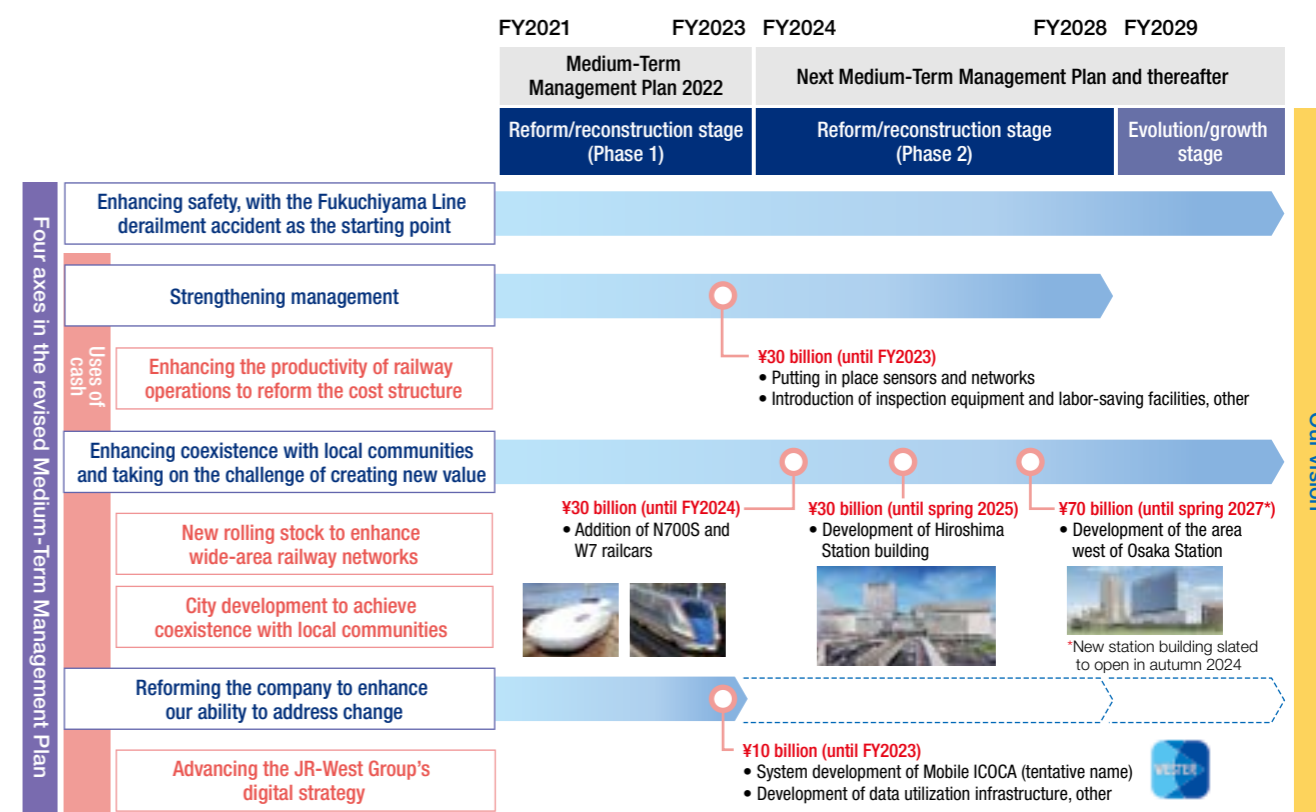 FY2021 FY2023 FY2024 FY2028 FY2029
Medium-Term
Management Plan 2022
Next Medium-Term Management Plan and thereafter
Reform/reconstruction stage
(Phase 1)
Reform/reconstruction stage
(Phase 2)
Evolution/growth
stage
Four axes in the revised Medium-Term Management Plan
Enhancing safety, with the Fukuchiyama Line
derailment accident as the starting point
Strengthening management
Uses of
cash
Enhancing the productivity of railway
operations to reform the cost structure
¥30 billion (until FY2023)
• Putting in place sensors and networks
• Introduction of inspection equipment and labor-saving facilities, other
Enhancing coexistence with local communities
and taking on the challenge of creating new value
New rolling stock to enhance
wide-area railway networks
City development to achieve
coexistence with local communities
¥30 billion (until FY2024)
• Addition of N700S and
W7 railcars
¥30 billion (until spring 2025)
• Development of Hiroshima
Station building
¥70 billion (until spring 2027*)
• Development of the area
west of Osaka Station
*New station building slated
to open in autumn 2024
Reforming the company to enhance
our ability to address change
Advancing the JR-West Group's
digital strategy
¥10 billion (until FY2023)
• System development of Mobile ICOCA (tentative name)
• Development of data utilization infrastructure, other
WESTER
Our Vision